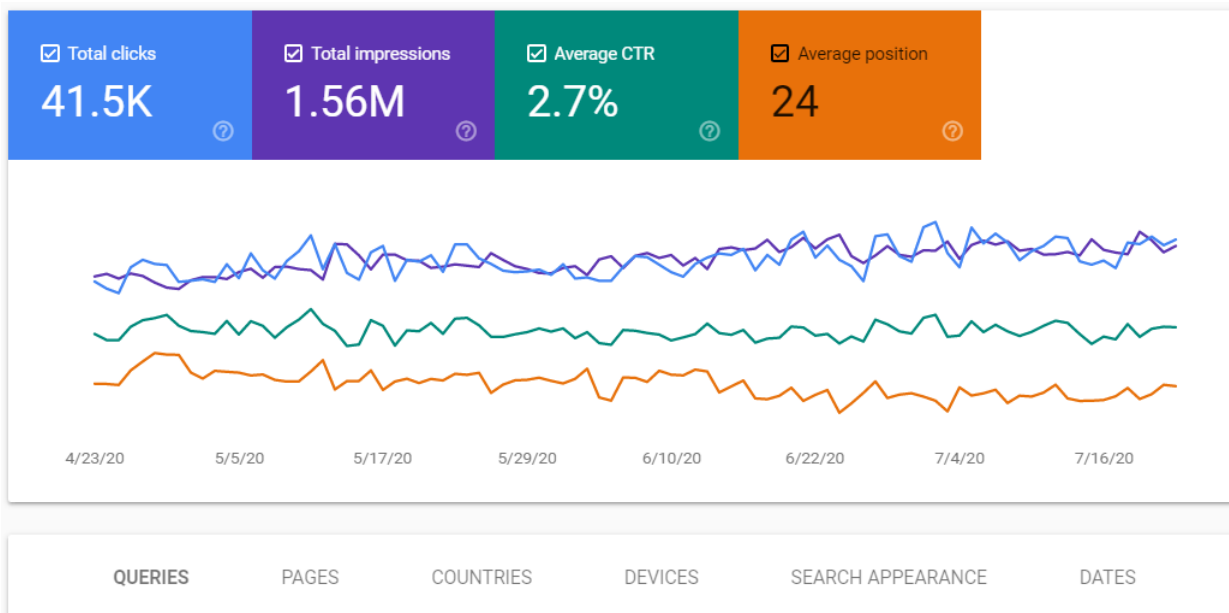 Total clicks
41.5K
Total impressions
1.56M
Average CTR
2.7%
Average position
24
4/23/20 5/5/20 5/17/20 5/29/20 6/10/20 6/22/20 7/4/20 7/16/20
QUERIES PAGES COUNTRIES DEVICES SEARCH APPEARANCE DATES